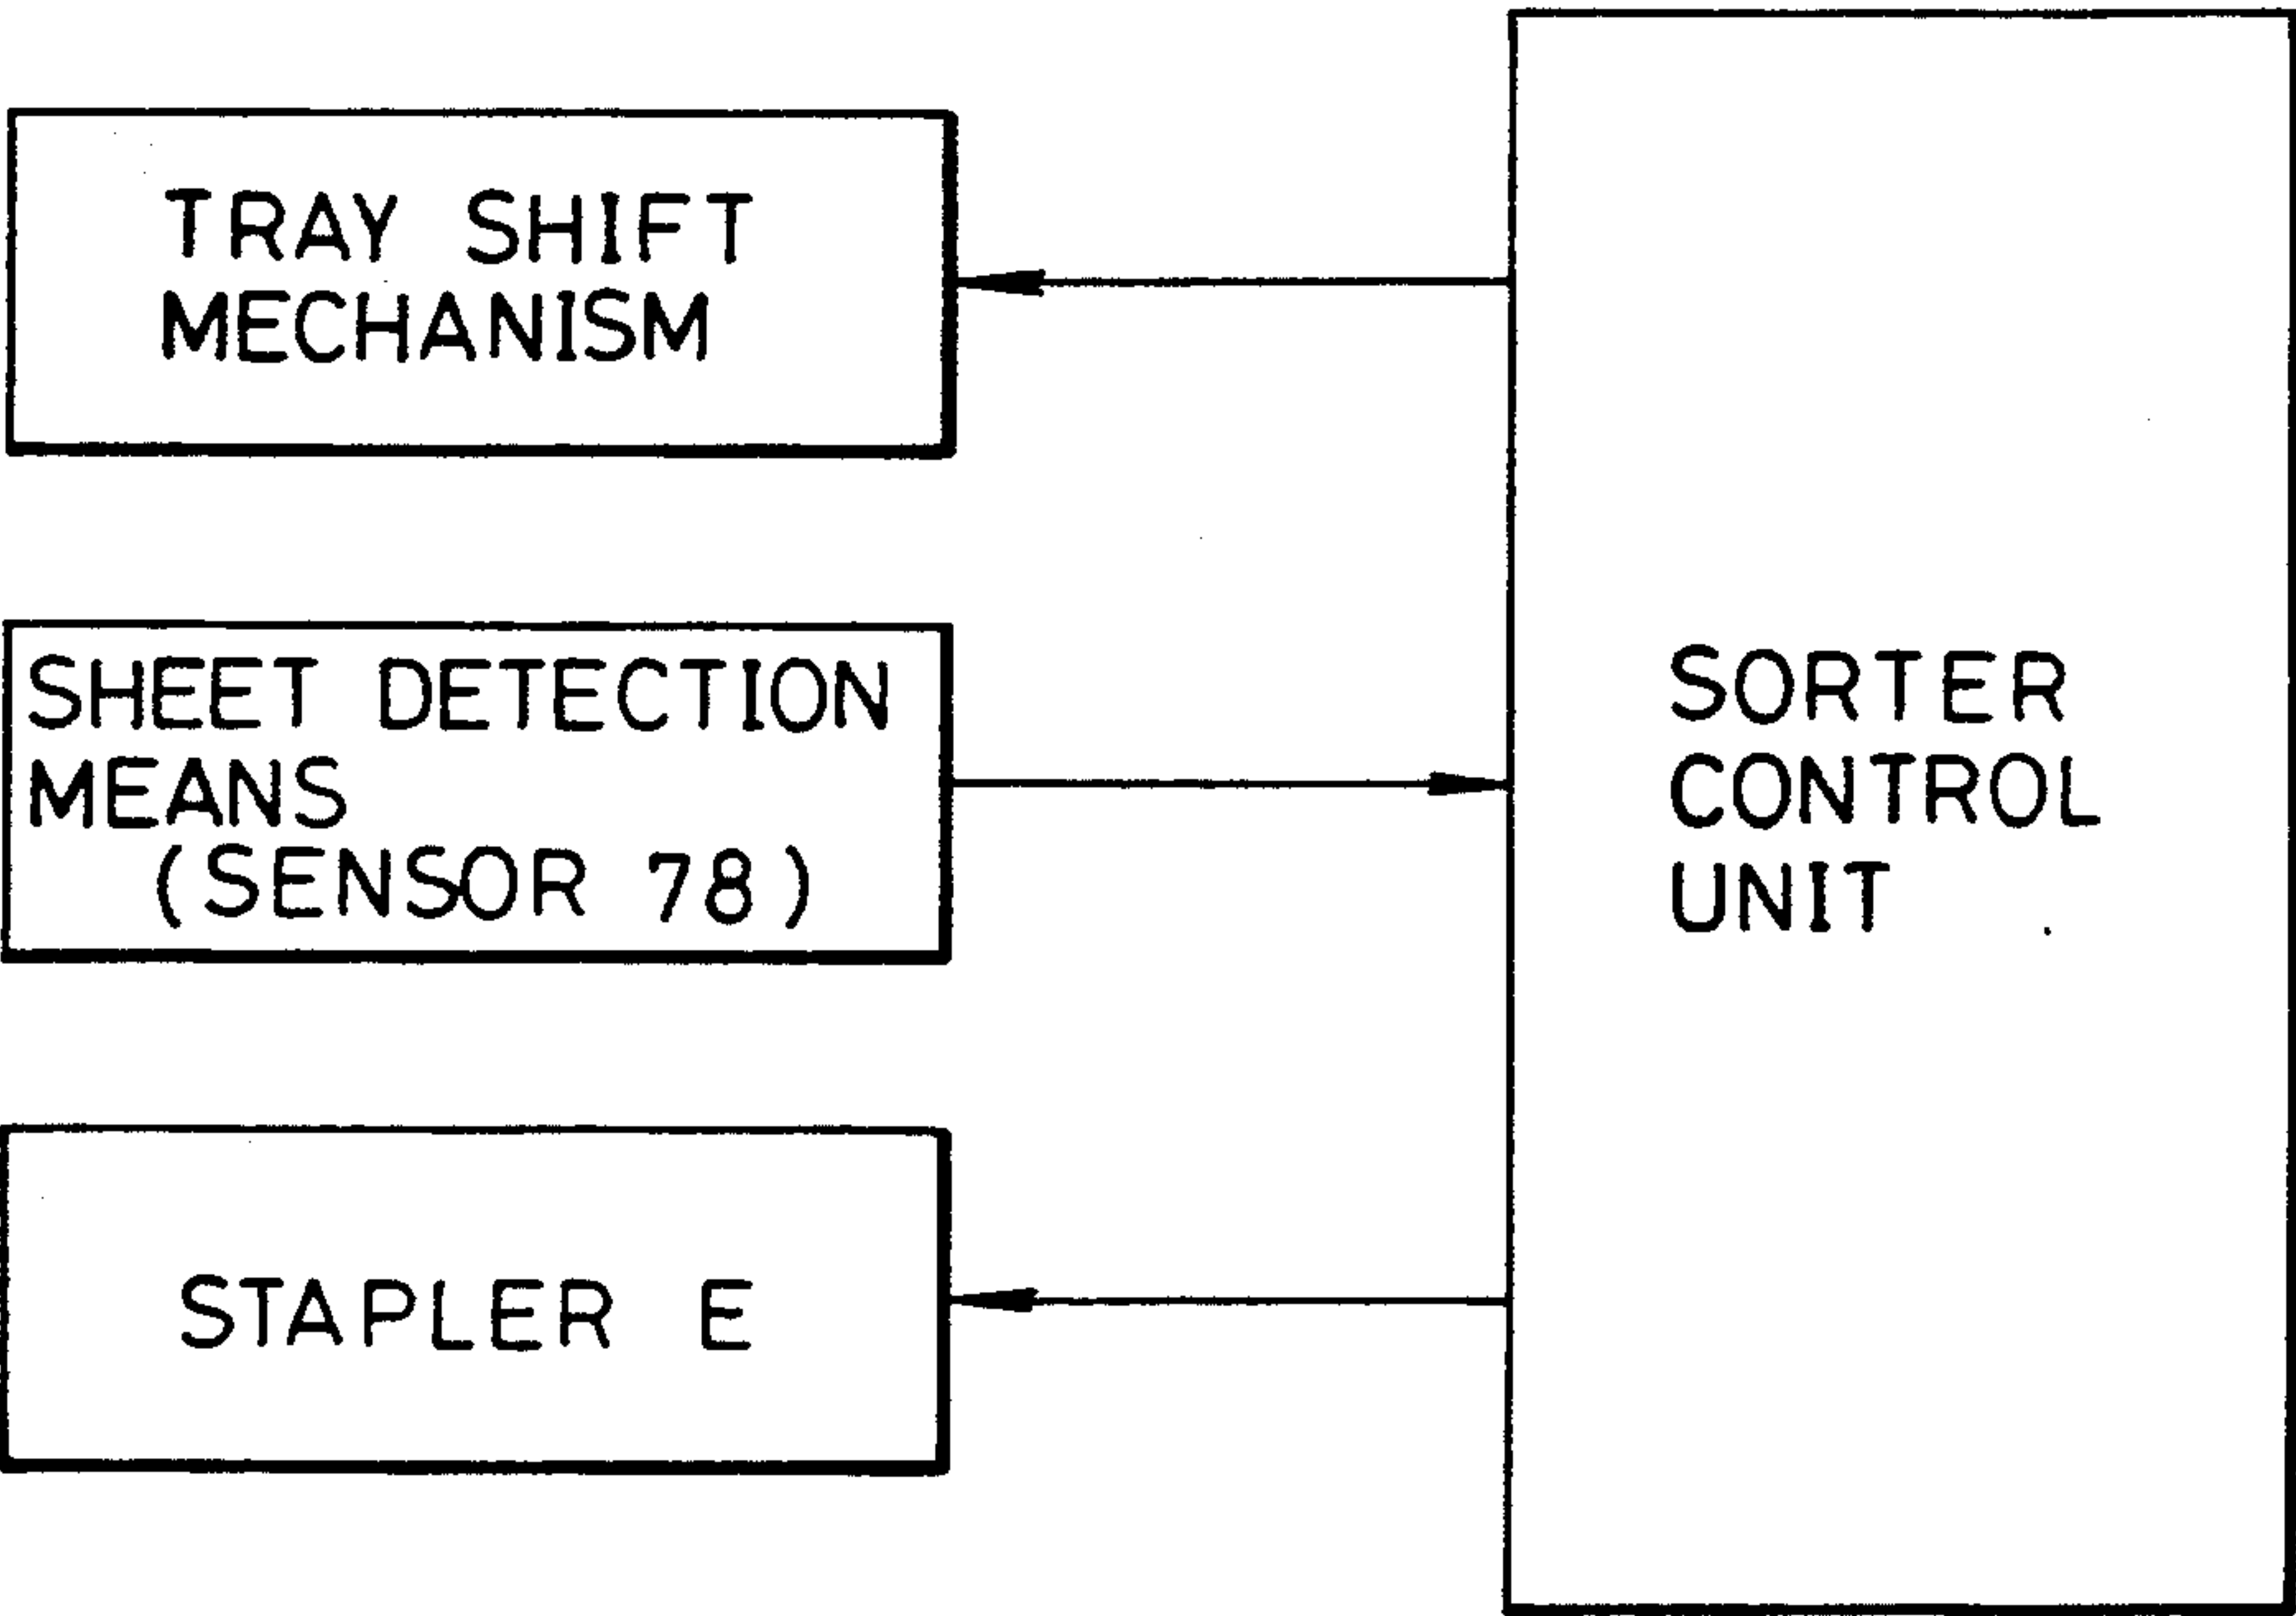 TRAY SHIFT
MECHANISM
SHEET DETECTION
MEANS
(SENSOR 78)
STAPLER E
SORTER
CONTROL
UNIT